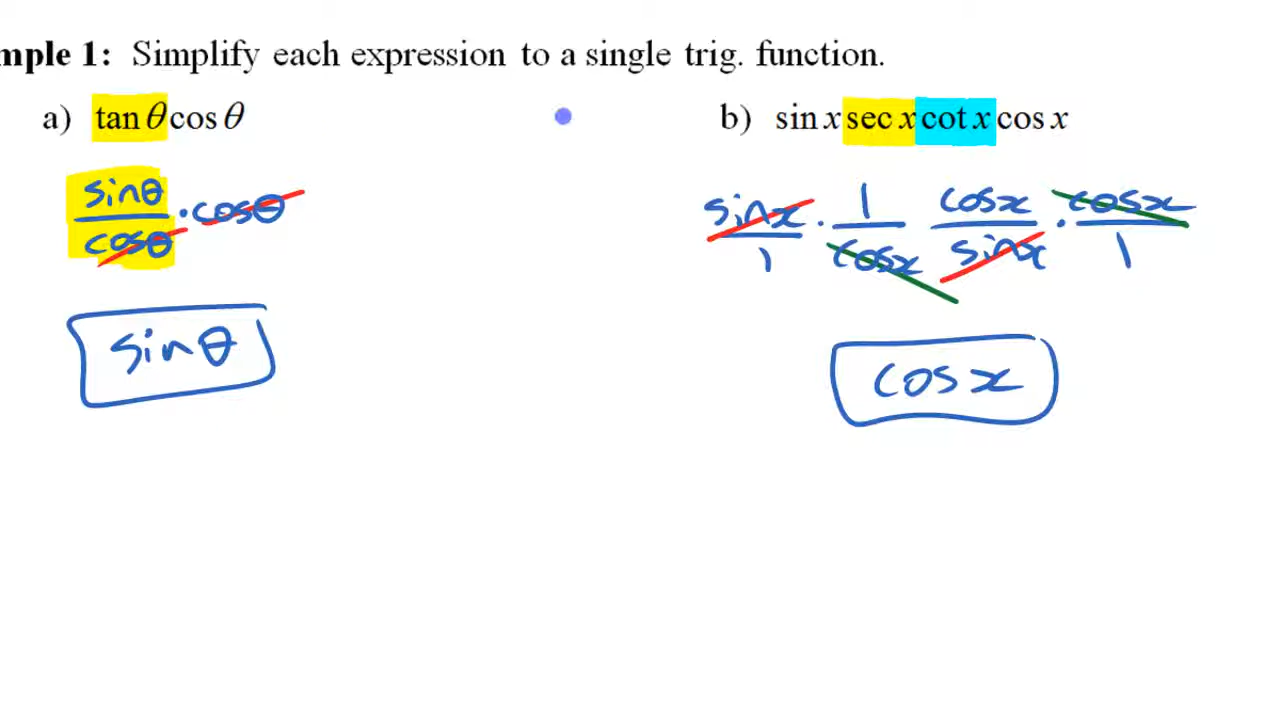 mple 1: Simplify each expression to a single trig. function.
a) tan θ cos θ
sinθ
cosθ
· cosθ
sinθ
b) sin x sec x cot x cos x
sinx · 1 cosx · cosx
1 cosx sinx 1
cosx